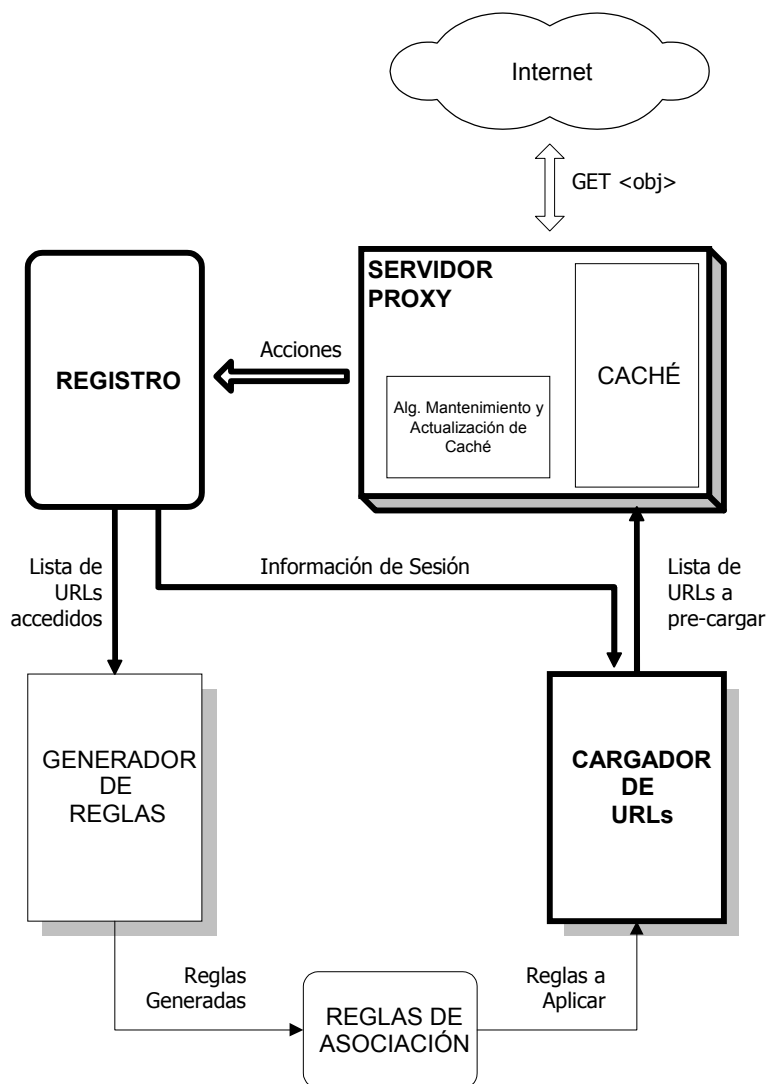 Internet
GET <obj>
SERVIDOR
PROXY
CACHÉ
Alg. Mantenimiento y
Actualización de
Caché
Acciones
REGISTRO
Lista de
URLs
accedidos
Información de Sesión
Lista de
URLs a
pre-cargar
GENERADOR
DE
REGLAS
CARGADOR
DE
URLs
Reglas
Generadas
REGLAS DE
ASOCIACIÓN
Reglas a
Aplicar